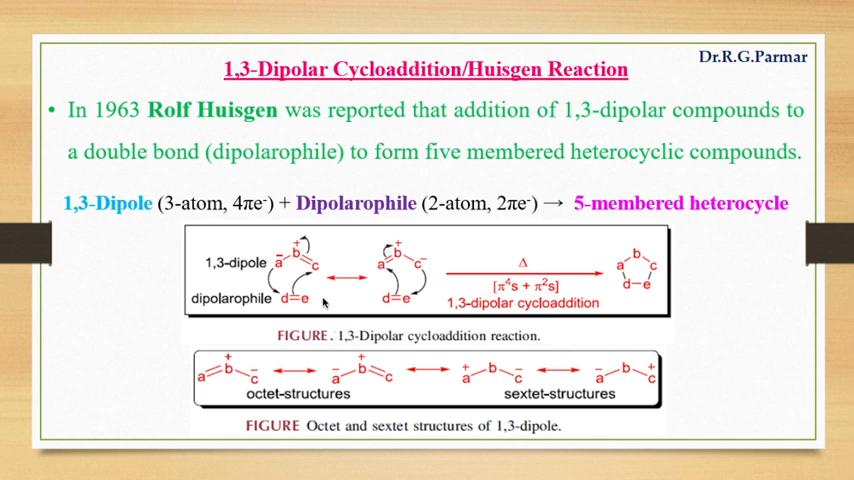 Dr.R.G.Parmar
1,3-Dipolar Cycloaddition/Huisgen Reaction
• In 1963 Rolf Huisgen was reported that addition of 1,3-dipolar compounds to
a double bond (dipolarophile) to form five membered heterocyclic compounds.
1,3-Dipole (3-atom, 4πe⁻) + Dipolarophile (2-atom, 2πe⁻) → 5-membered heterocycle
1,3-dipole a⁻ b⁺ c ↔ a b⁺ c⁻ Δ a b c
[π⁴s + π²s]
dipolarophile d=e d=e 1,3-dipolar cycloaddition d–e
FIGURE. 1,3-Dipolar cycloaddition reaction.
a=b⁺–c⁻ ↔ a⁻–b⁺=c ↔ a⁺–b–c⁻ ↔ a⁻–b–c⁺
octet-structures sextet-structures
FIGURE Octet and sextet structures of 1,3-dipole.